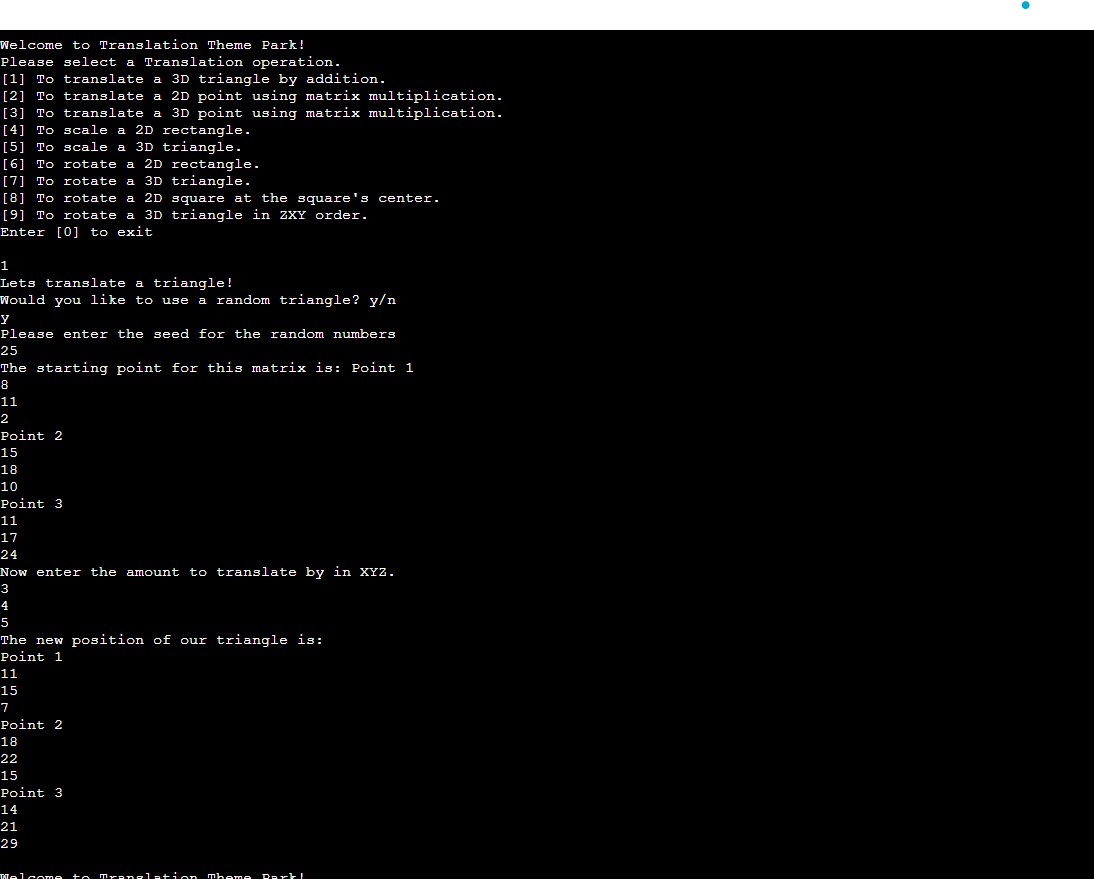 Welcome to Translation Theme Park!
Please select a Translation operation.
[1] To translate a 3D triangle by addition.
[2] To translate a 2D point using matrix multiplication.
[3] To translate a 3D point using matrix multiplication.
[4] To scale a 2D rectangle.
[5] To scale a 3D triangle.
[6] To rotate a 2D rectangle.
[7] To rotate a 3D triangle.
[8] To rotate a 2D square at the square's center.
[9] To rotate a 3D triangle in ZXY order.
Enter [0] to exit
1
Lets translate a triangle!
Would you like to use a random triangle? y/n
y
Please enter the seed for the random numbers
25
The starting point for this matrix is: Point 1
8
11
2
Point 2
15
18
10
Point 3
11
17
24
Now enter the amount to translate by in XYZ.
3
4
5
The new position of our triangle is:
Point 1
11
15
7
Point 2
18
22
15
Point 3
14
21
29
Welcome to Translation Theme Park!